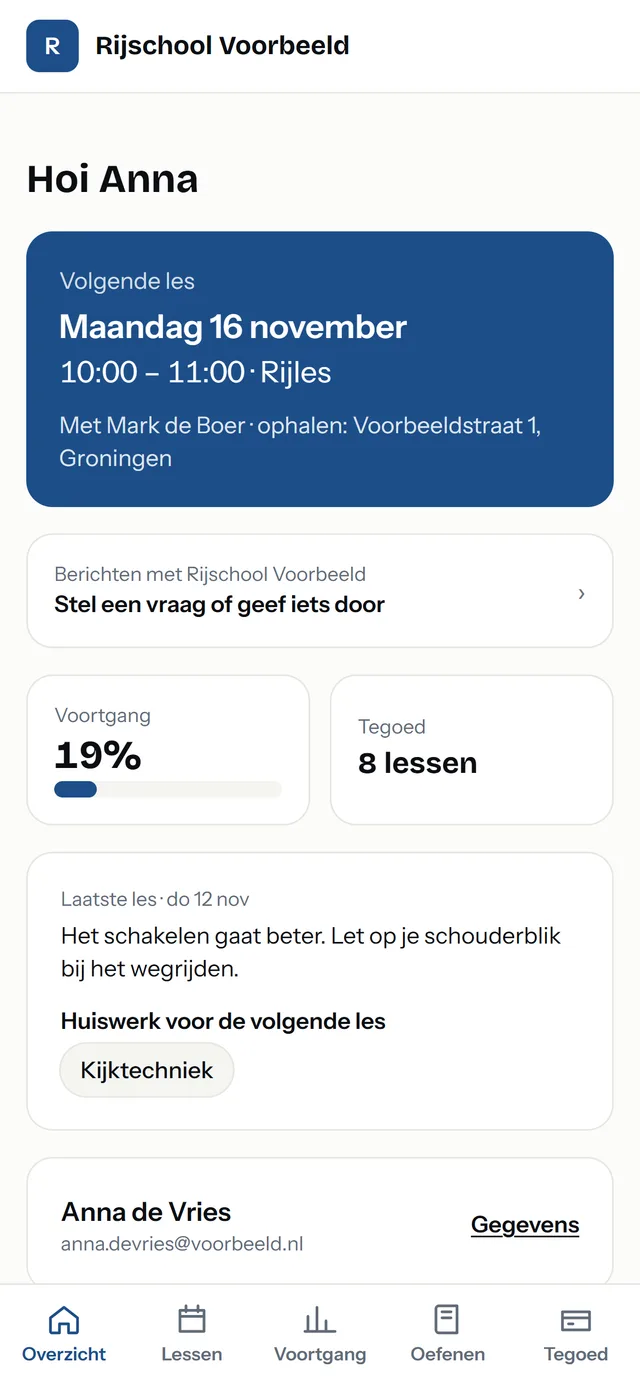 R
Rijschool Voorbeeld
Hoi Anna
Volgende les
Maandag 16 november
10:00 – 11:00 · Rijles
Met Mark de Boer · ophalen: Voorbeeldstraat 1,
Groningen
Berichten met Rijschool Voorbeeld
Stel een vraag of geef iets door
›
Voortgang
19%
Tegoed
8 lessen
Laatste les · do 12 nov
Het schakelen gaat beter. Let op je schouderblik
bij het wegrijden.
Huiswerk voor de volgende les
Kijktechniek
Anna de Vries
anna.devries@voorbeeld.nl
Gegevens
Overzicht
Lessen
Voortgang
Oefenen
Tegoed